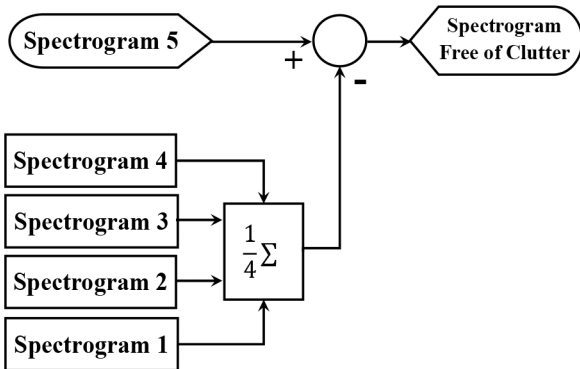 Spectrogram 5
+
-
Spectrogram
Free of Clutter
Spectrogram 4
Spectrogram 3
Spectrogram 2
Spectrogram 1
1/4 Σ